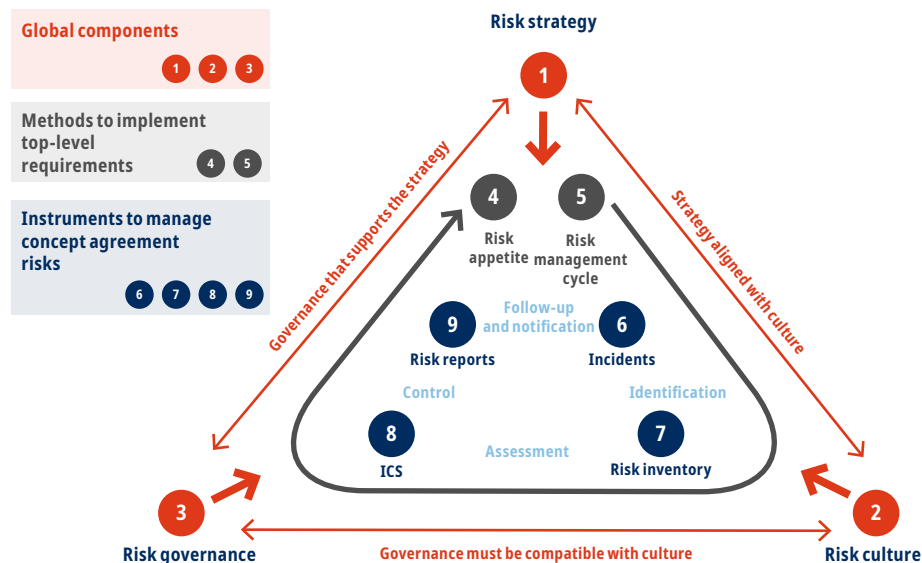 Global components
1 2 3
Methods to implement
top-level
requirements
4 5
Instruments to manage
concept agreement
risks
6 7 8 9
Risk strategy
1
Governance that supports the strategy
Strategy aligned with culture
4
5
Risk
appetite
Risk
management
cycle
Follow-up
and notification
9
6
Risk reports
Incidents
Control
Identification
8
7
Assessment
ICS
Risk inventory
3
2
Risk governance
Governance must be compatible with culture
Risk culture